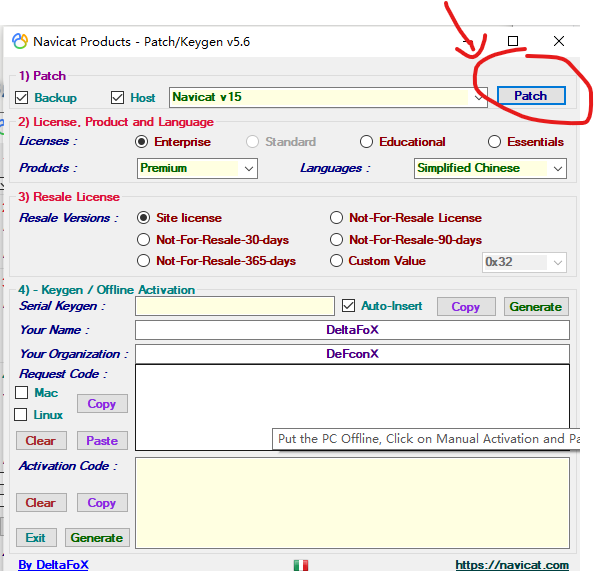 Navicat Products - Patch/Keygen v5.6
1) Patch
Backup Host Navicat v15 Patch
2) License, Product and Language
Licenses : Enterprise Standard Educational Essentials
Products : Premium Languages : Simplified Chinese
3) Resale License
Resale Versions : Site license Not-For-Resale License
Not-For-Resale-30-days Not-For-Resale-90-days
Not-For-Resale-365-days Custom Value 0x32
4) - Keygen / Offline Activation
Serial Keygen : Auto-Insert Copy Generate
Your Name : DeltaFoX
Your Organization : DeFconX
Request Code :
Mac
Copy
Linux
Clear Paste
Put the PC Offline, Click on Manual Activation and Pa
Activation Code :
Clear Copy
Exit Generate
By DeltaFoX https://navicat.com